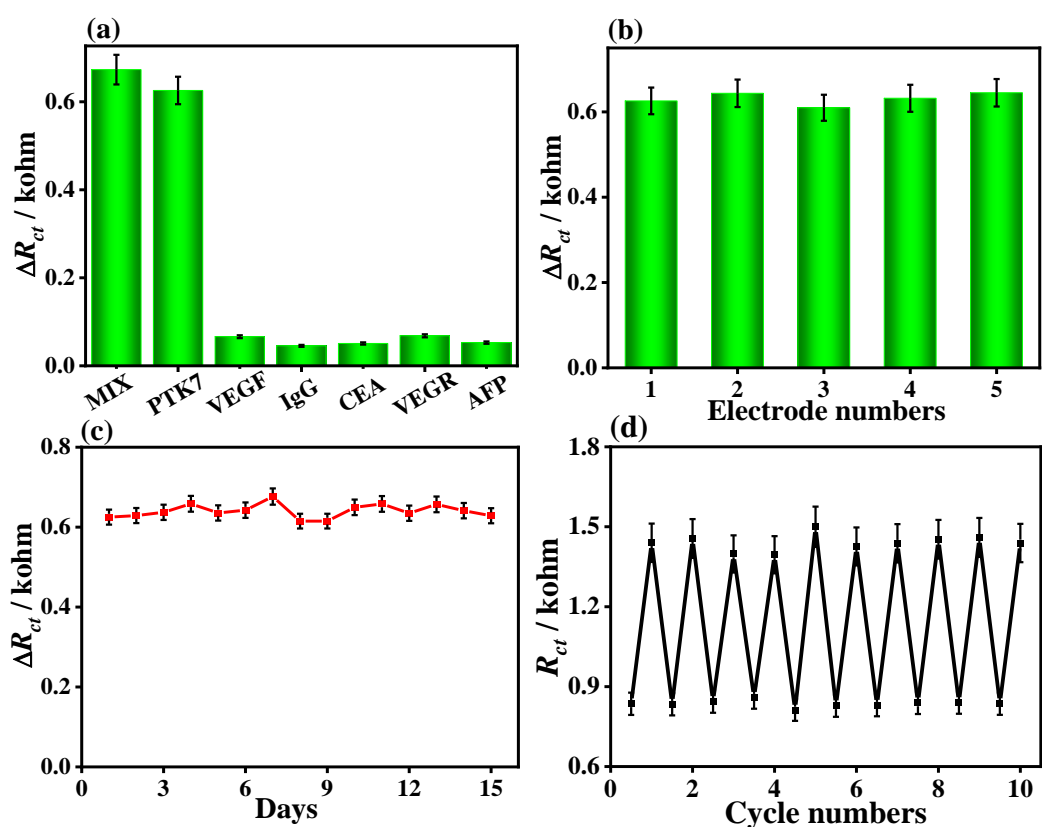 (a)
ΔRct / kohm
0.6
0.4
0.2
0.0
MIX PTK7 VEGF IgG CEA VEGR AFP
(b)
ΔRct / kohm
0.6
0.4
0.2
0.0
1 2 3 4 5
Electrode numbers
(c)
ΔRct / kohm
0.8
0.6
0.4
0.2
0.0
0 3 6 9 12 15
Days
(d)
Rct / kohm
1.8
1.5
1.2
0.9
0.6
0 2 4 6 8 10
Cycle numbers